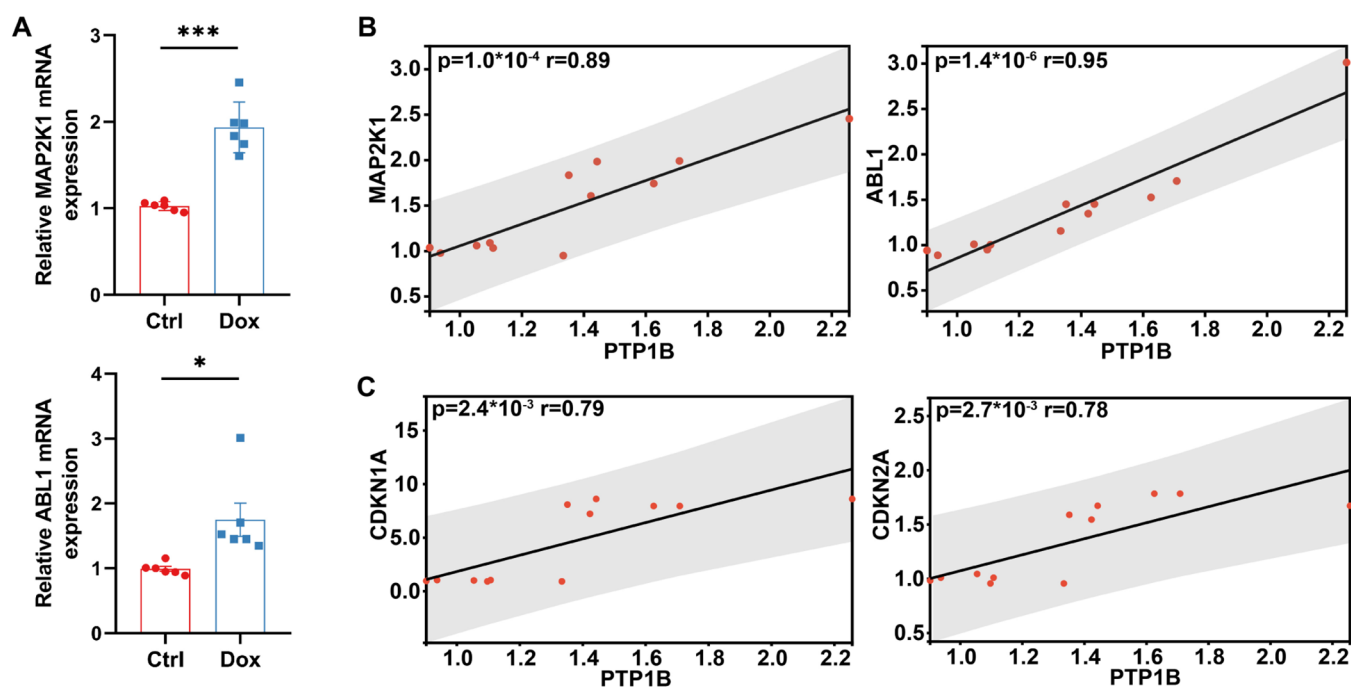 A
Relative MAP2K1 mRNA
expression
3
2
1
0
***
Ctrl
Dox
Relative ABL1 mRNA
expression
4
3
2
1
0
*
Ctrl
Dox
B
p=1.0*10-4 r=0.89
MAP2K1
3.0
2.5
2.0
1.5
1.0
0.5
1.0 1.2 1.4 1.6 1.8 2.0 2.2
PTP1B
p=1.4*10-6 r=0.95
ABL1
3.0
2.5
2.0
1.5
1.0
0.5
1.0 1.2 1.4 1.6 1.8 2.0 2.2
PTP1B
C
p=2.4*10-3 r=0.79
CDKN1A
15
10
5.0
0.0
1.0 1.2 1.4 1.6 1.8 2.0 2.2
PTP1B
p=2.7*10-3 r=0.78
CDKN2A
2.5
2.0
1.5
1.0
0.5
1.0 1.2 1.4 1.6 1.8 2.0 2.2
PTP1B